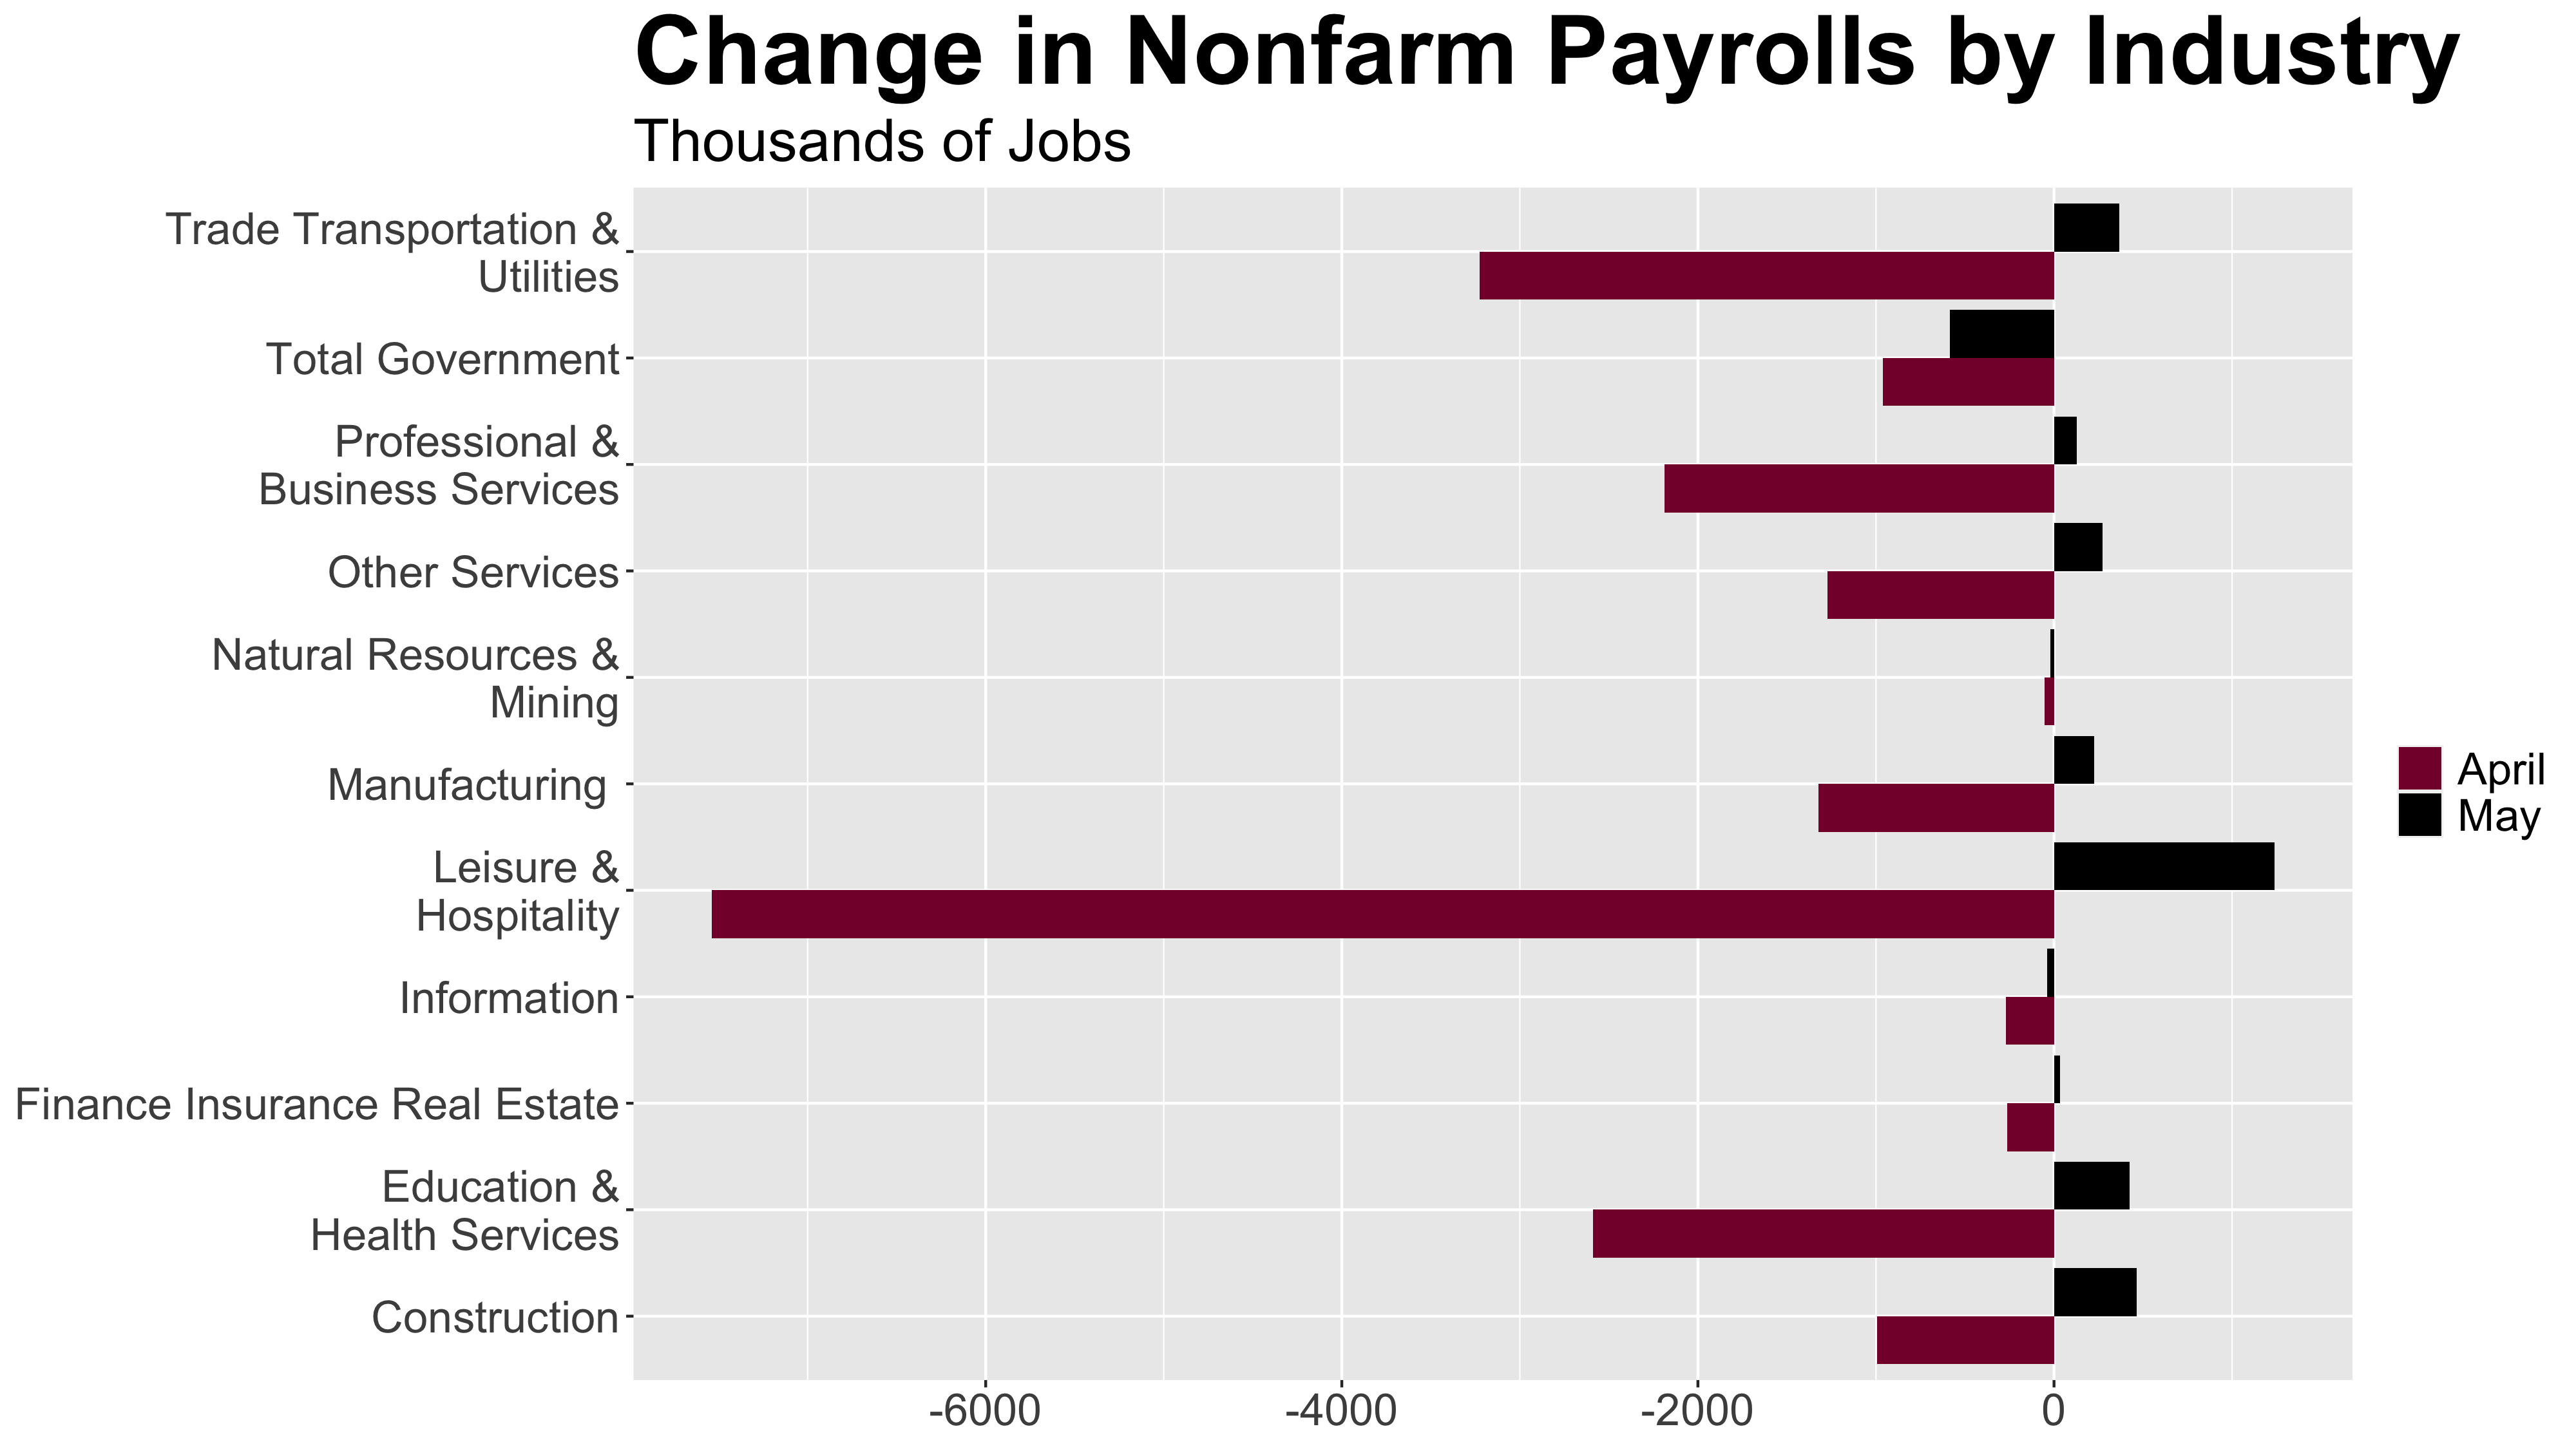 Change in Nonfarm Payrolls by Industry
Thousands of Jobs
Trade Transportation &
Utilities
Total Government
Professional &
Business Services
Other Services
Natural Resources &
Mining
Manufacturing
Leisure &
Hospitality
Information
Finance Insurance Real Estate
Education &
Health Services
Construction
-6000 -4000 -2000 0
April
May